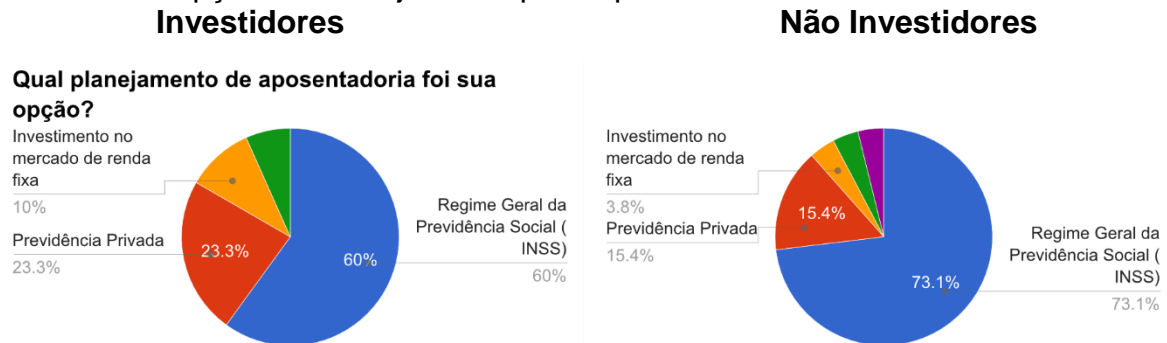 Investidores
Não Investidores
Qual planejamento de aposentadoria foi sua
opção?
Investimento no
mercado de renda
fixa
10%
Previdência Privada
23.3%
23.3%
60%
Regime Geral da
Previdência Social (
INSS)
60%
Investimento no
mercado de renda
fixa
3.8%
Previdência Privada
15.4%
15.4%
73.1%
Regime Geral da
Previdência Social (
INSS)
73.1%